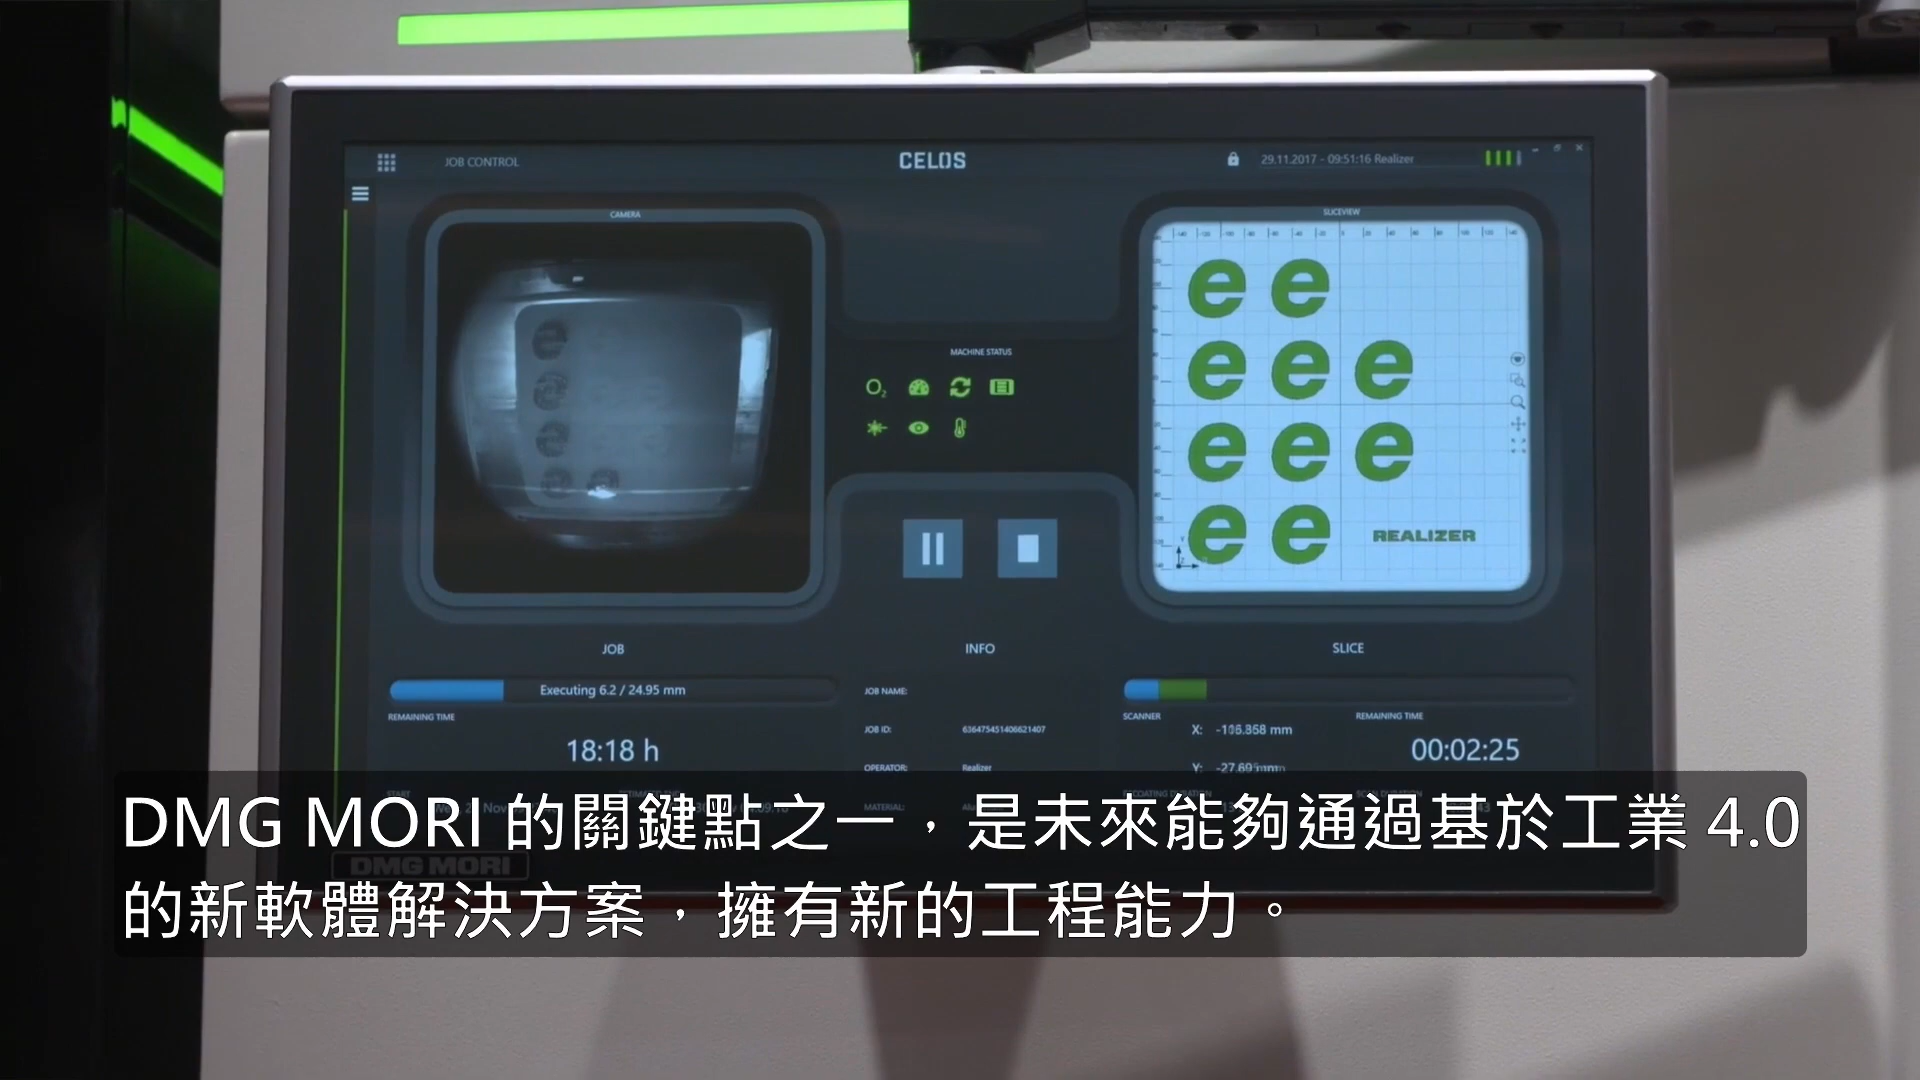 JOB CONTROL
CELOS
29.11.2017 - 09:51:16 Realizer
CAMERA
SLICEVIEW
MACHINE STATUS
O₂
e e
e e e
e e e
e e
REALIZER
JOB
INFO
SLICE
Executing 6.2 / 24.95 mm
JOB NAME:
REMAINING TIME
18:18 h
JOB ID:
636475451406621407
OPERATOR:
Realizer
MATERIAL:
SCANNER
X:
Y:
REMAINING TIME
00:02:25
DMG MORI
DMG MORI 的關鍵點之一，是未來能夠通過基於工業 4.0
的新軟體解決方案，擁有新的工程能力。